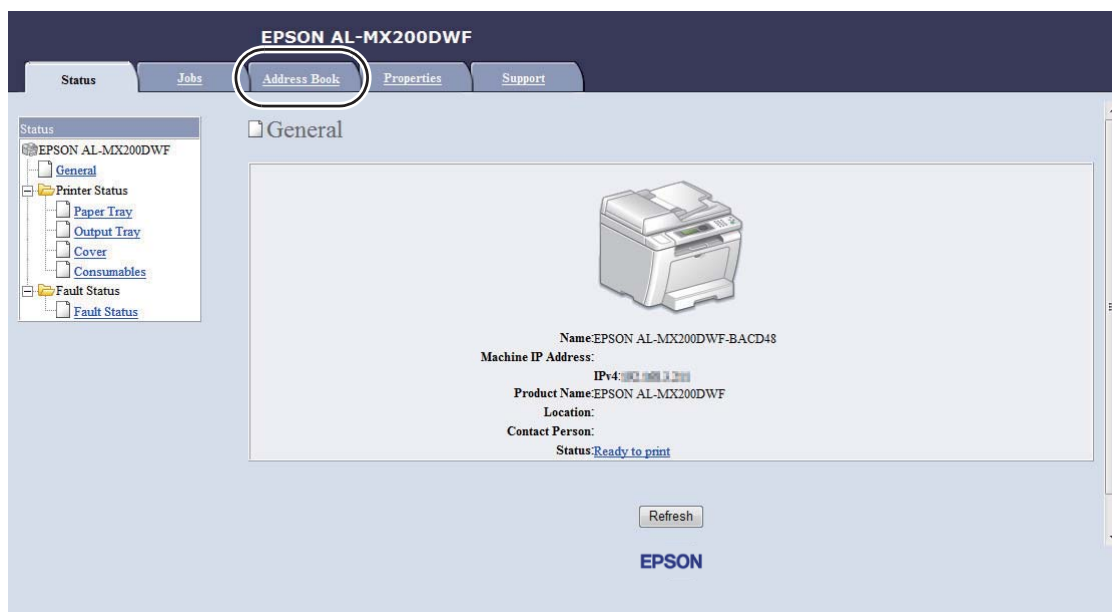 EPSON AL-MX200DWF
Status Jobs Address Book Properties Support
Status
EPSON AL-MX200DWF
General
Printer Status
Paper Tray
Output Tray
Cover
Consumables
Fault Status
Fault Status
General
Name:EPSON AL-MX200DWF-BACD48
Machine IP Address:
IPv4:
Product Name:EPSON AL-MX200DWF
Location:
Contact Person:
Status:Ready to print
Refresh
EPSON